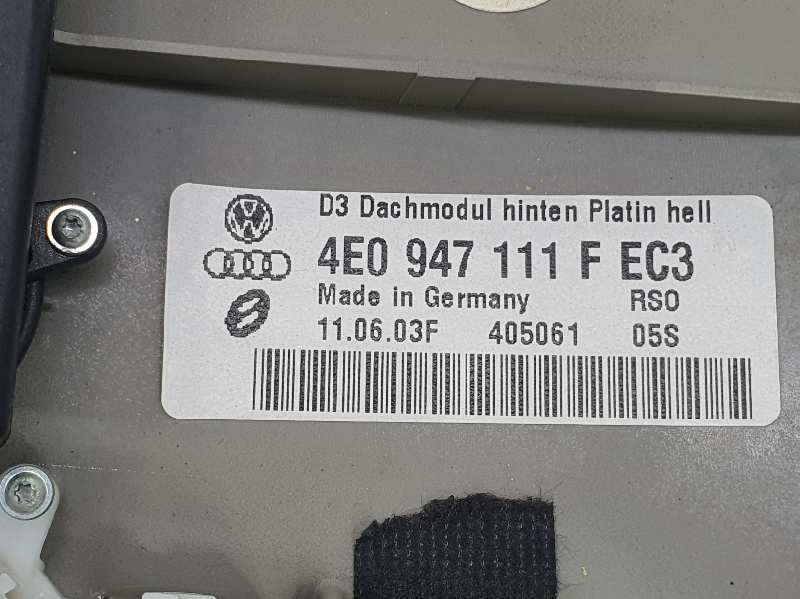 D3 Dachmodul hinten Platin hell
4E0 947 111 F EC3
Made in Germany RSO
11.06.03F 405061 05S